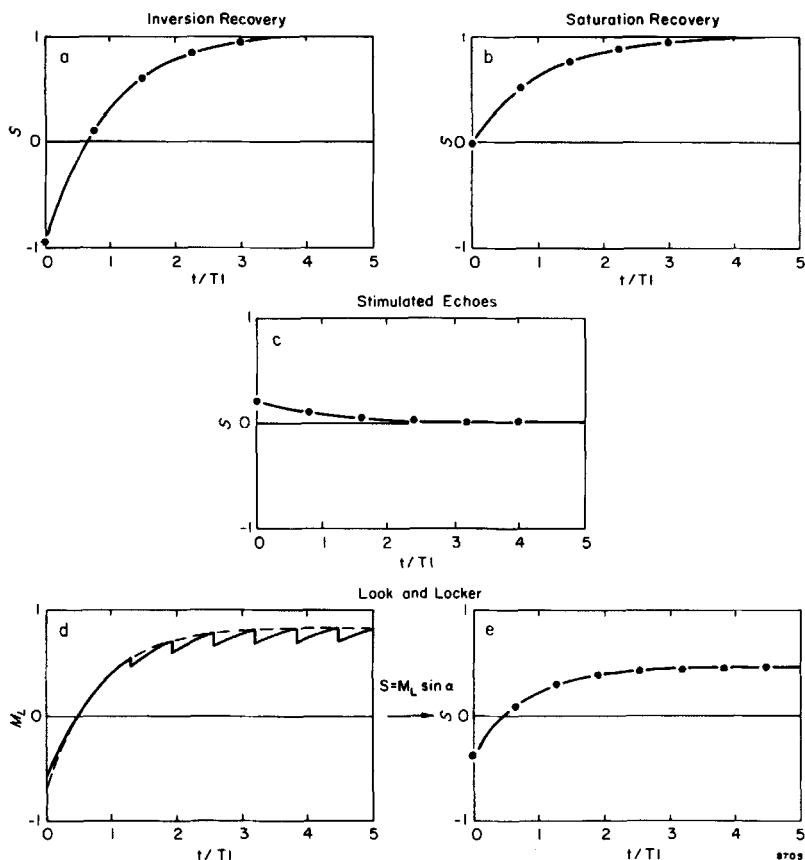 Inversion Recovery
Saturation Recovery
a
1
0
-1
S
0 1 2 3 4 5
t/T1
b
1
0
-1
S
0 1 2 3 4 5
t/T1
Stimulated Echoes
c
1
0
-1
S
0 1 2 3 4 5
t/T1
Look and Locker
d
1
0
-1
M_L
0 1 2 3 4 5
t/T1
S=M_L sin α
e
1
0
-1
S
0 1 2 3 4 5
t/T1